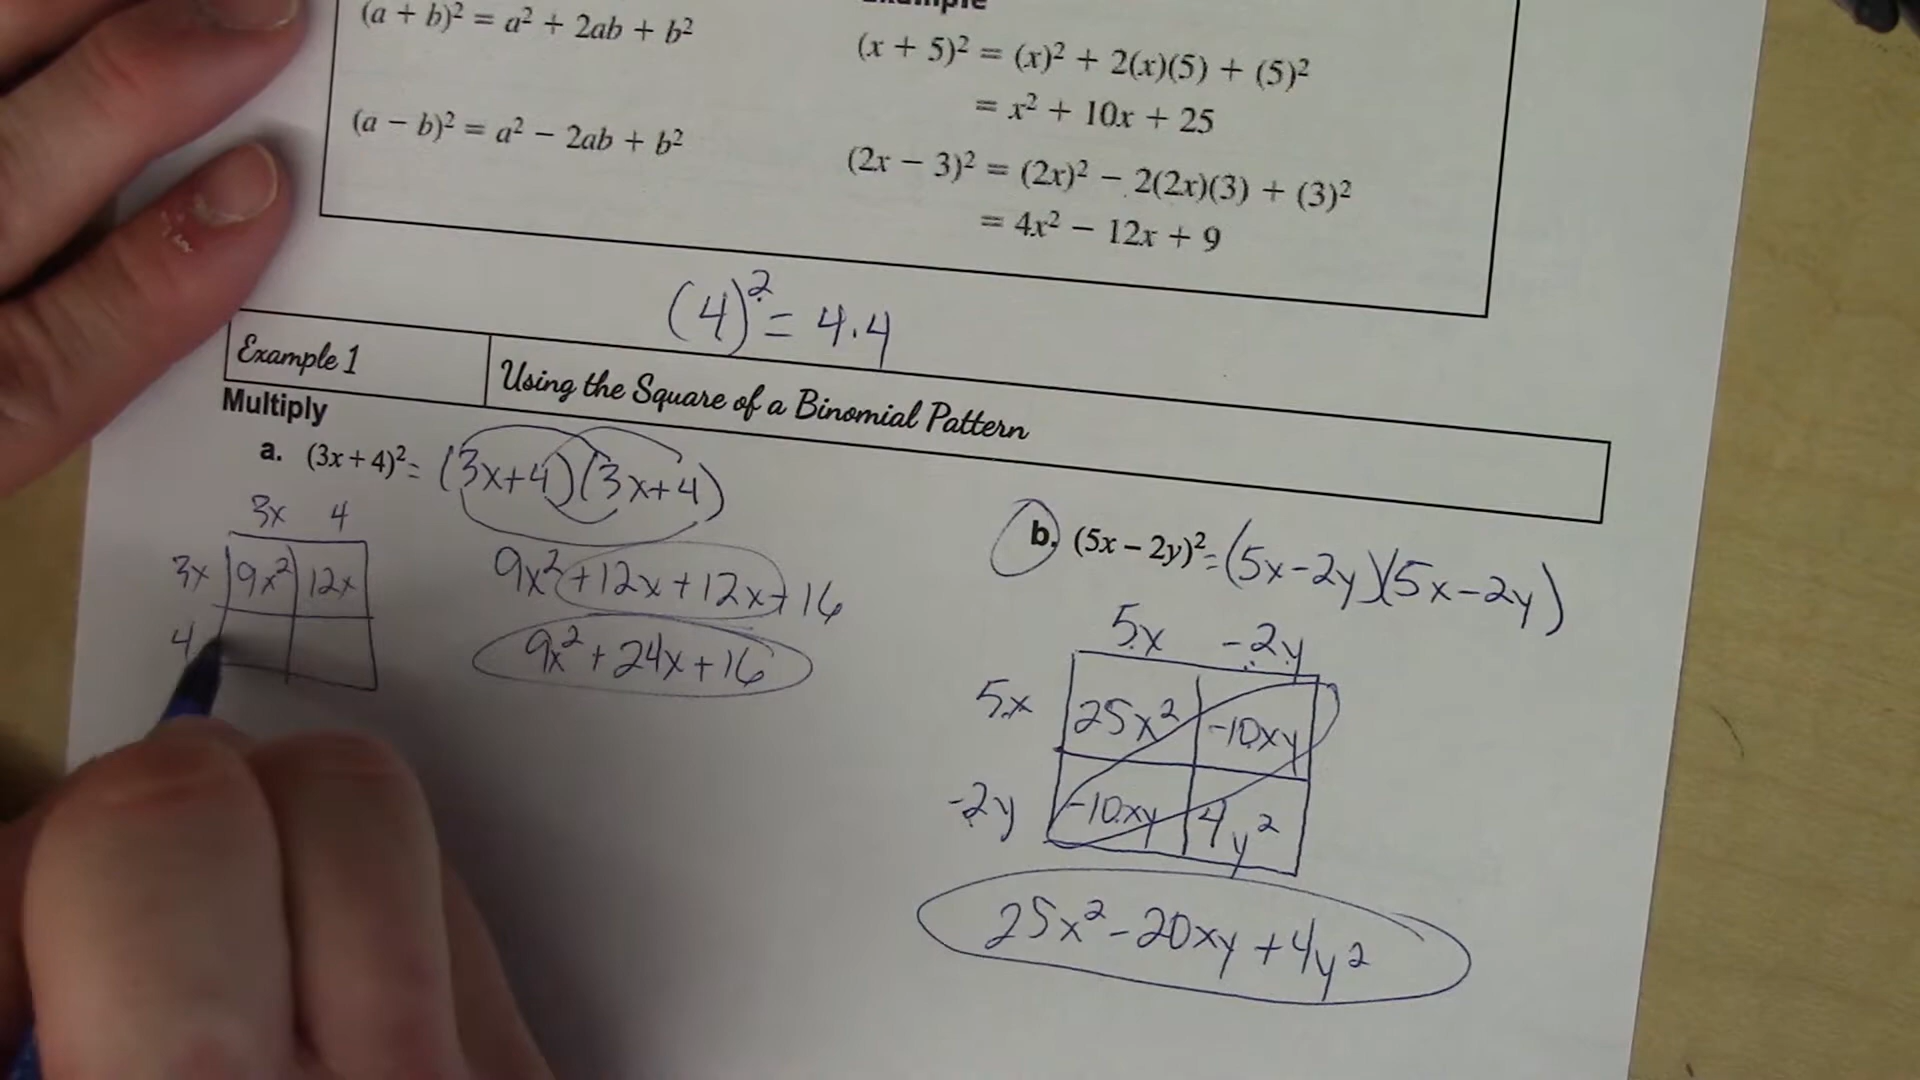 (a + b)² = a² + 2ab + b²
(a − b)² = a² − 2ab + b²
Example
(x + 5)² = (x)² + 2(x)(5) + (5)²
= x² + 10x + 25
(2x − 3)² = (2x)² − 2(2x)(3) + (3)²
= 4x² − 12x + 9
(4)² = 4·4
Example 1
Using the Square of a Binomial Pattern
Multiply
a. (3x + 4)² = (3x+4)(3x+4)
3x 4
3x 9x² 12x
4
9x² + 12x + 12x + 16
9x² + 24x + 16
b. (5x − 2y)² = (5x−2y)(5x−2y)
5x -2y
5x 25x² -10xy
-2y -10xy 4y²
25x² − 20xy + 4y²